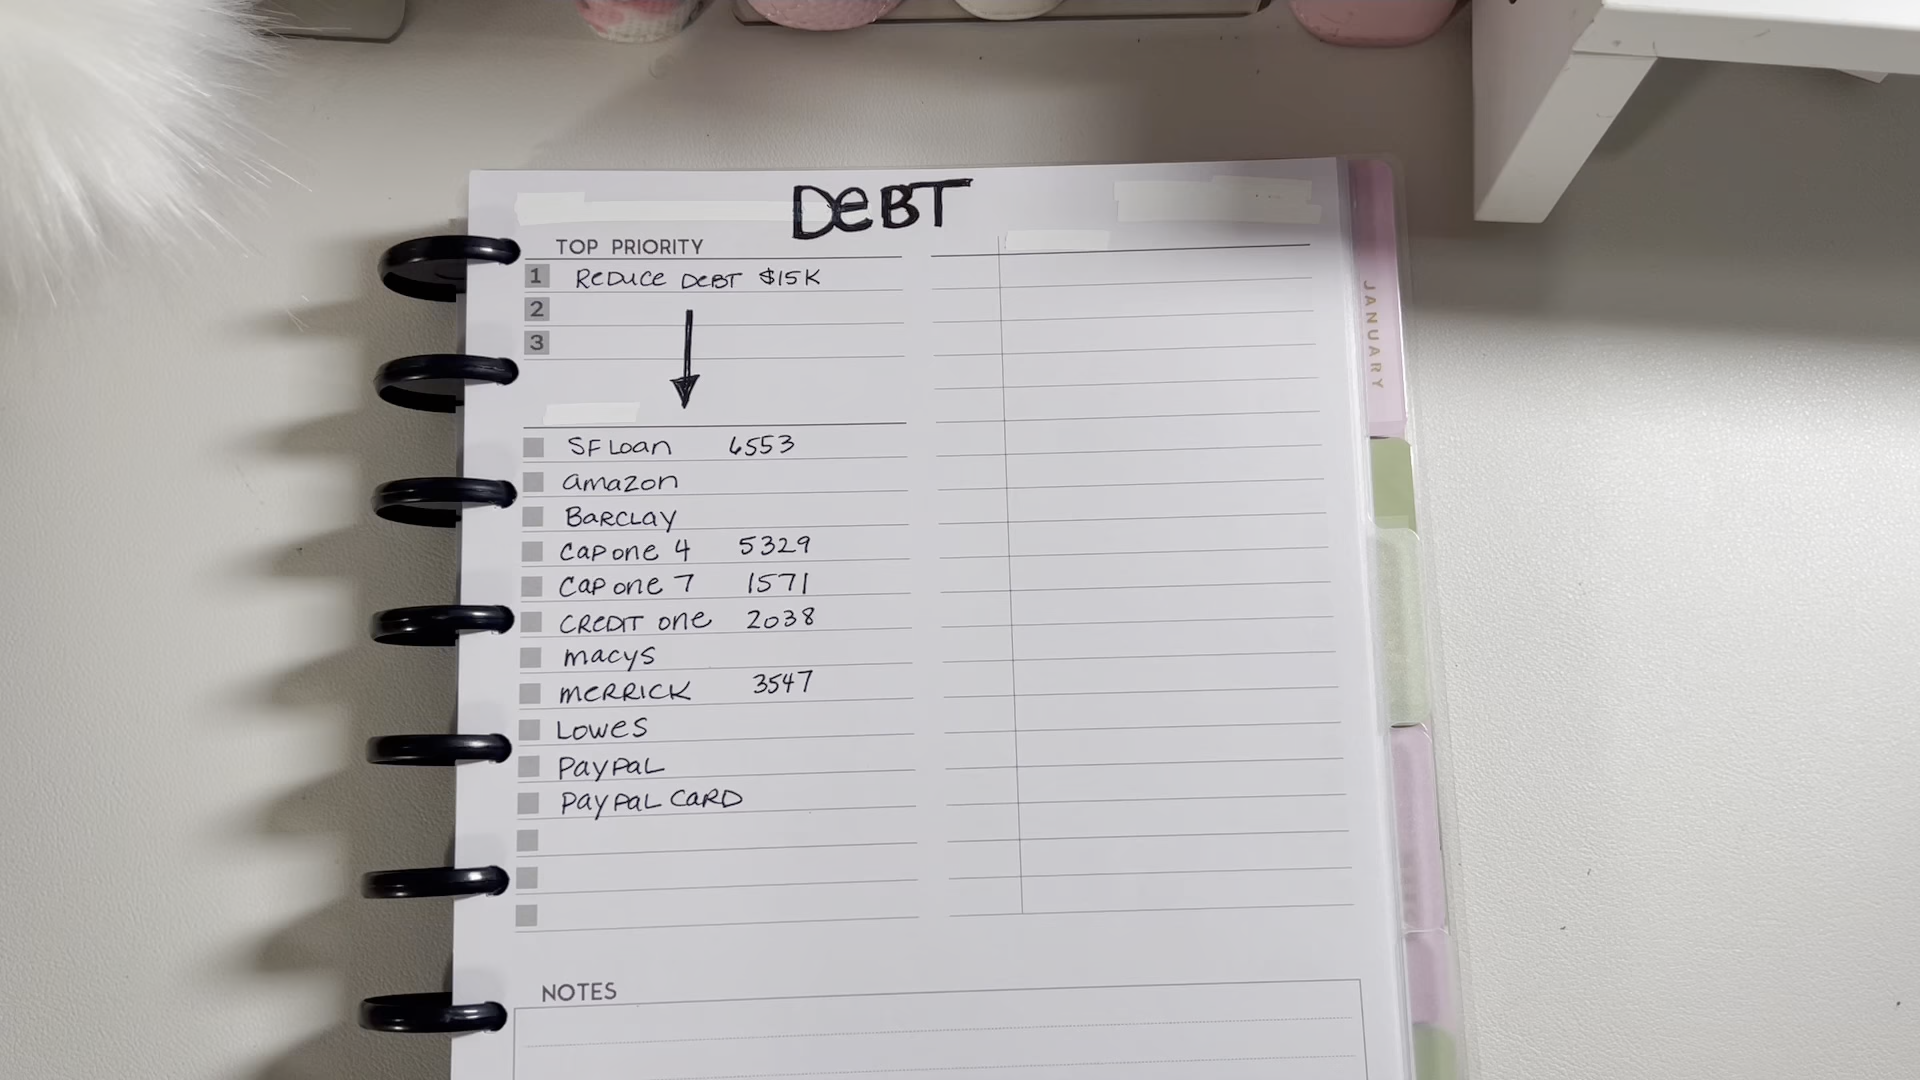 DeBT
TOP PRIORITY
1 ReDuce DeBT $15K
2
3
SF Loan 6553
amazon
BaRCLay
cap one 4 5329
cap one 7 1571
CReDIT one 2038
macys
meRRICK 3547
Lowes
PayPaL
PayPaL CaRD
NOTES
JANUARY